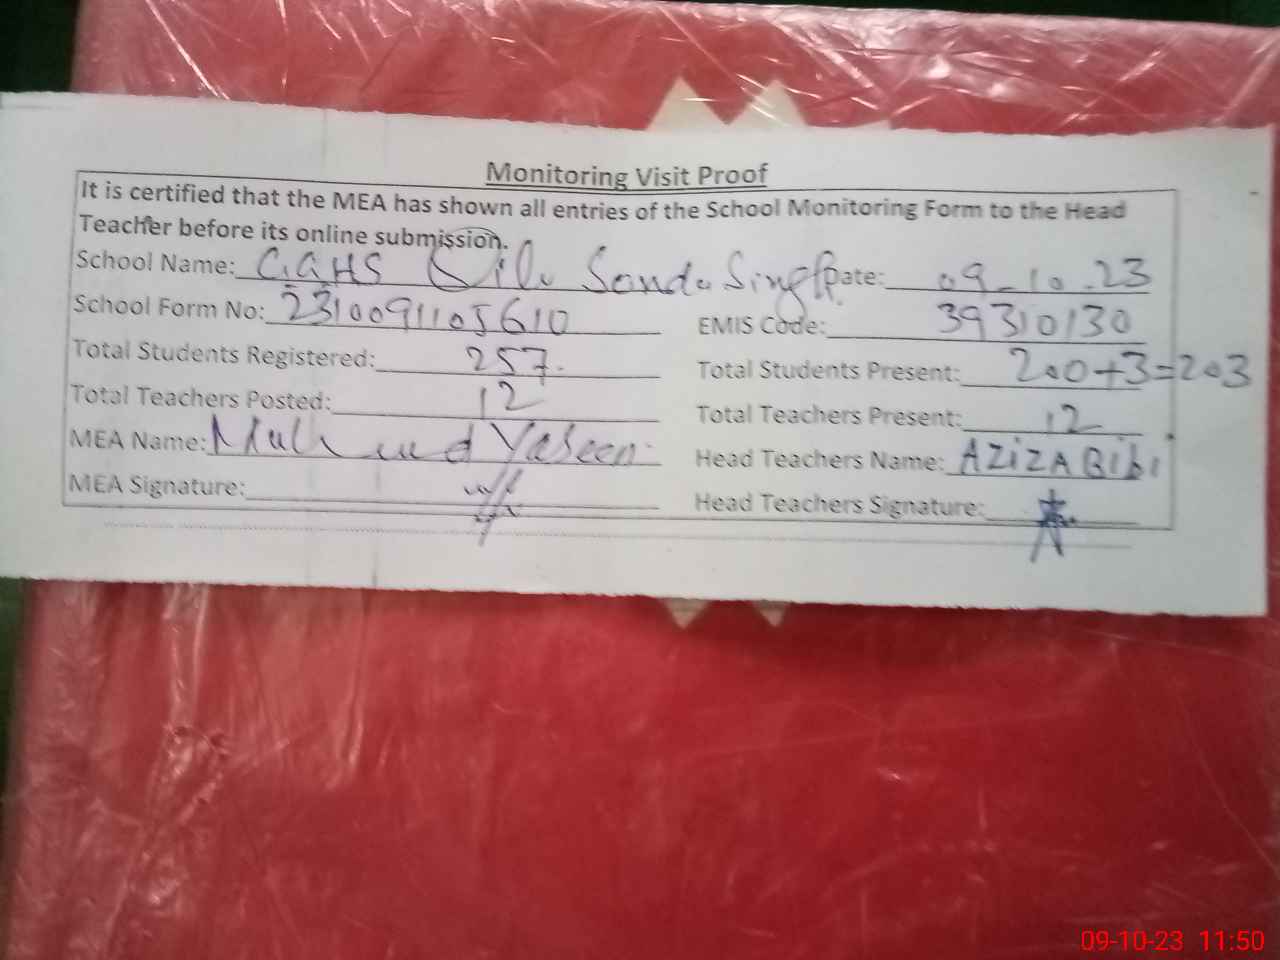 Monitoring Visit Proof
It is certified that the MEA has shown all entries of the School Monitoring Form to the Head
Teacher before its online submission.
School Name: GGHS Sanda Singh Date: 09-10-23
School Form No: 2310091105610 EMIS Code: 39310130
Total Students Registered: 257. Total Students Present: 200+3=203
Total Teachers Posted: 12 Total Teachers Present: 12
MEA Name: Yaseen Head Teachers Name: AZIZA Bibi
MEA Signature: Head Teachers Signature:
09-10-23 11:50